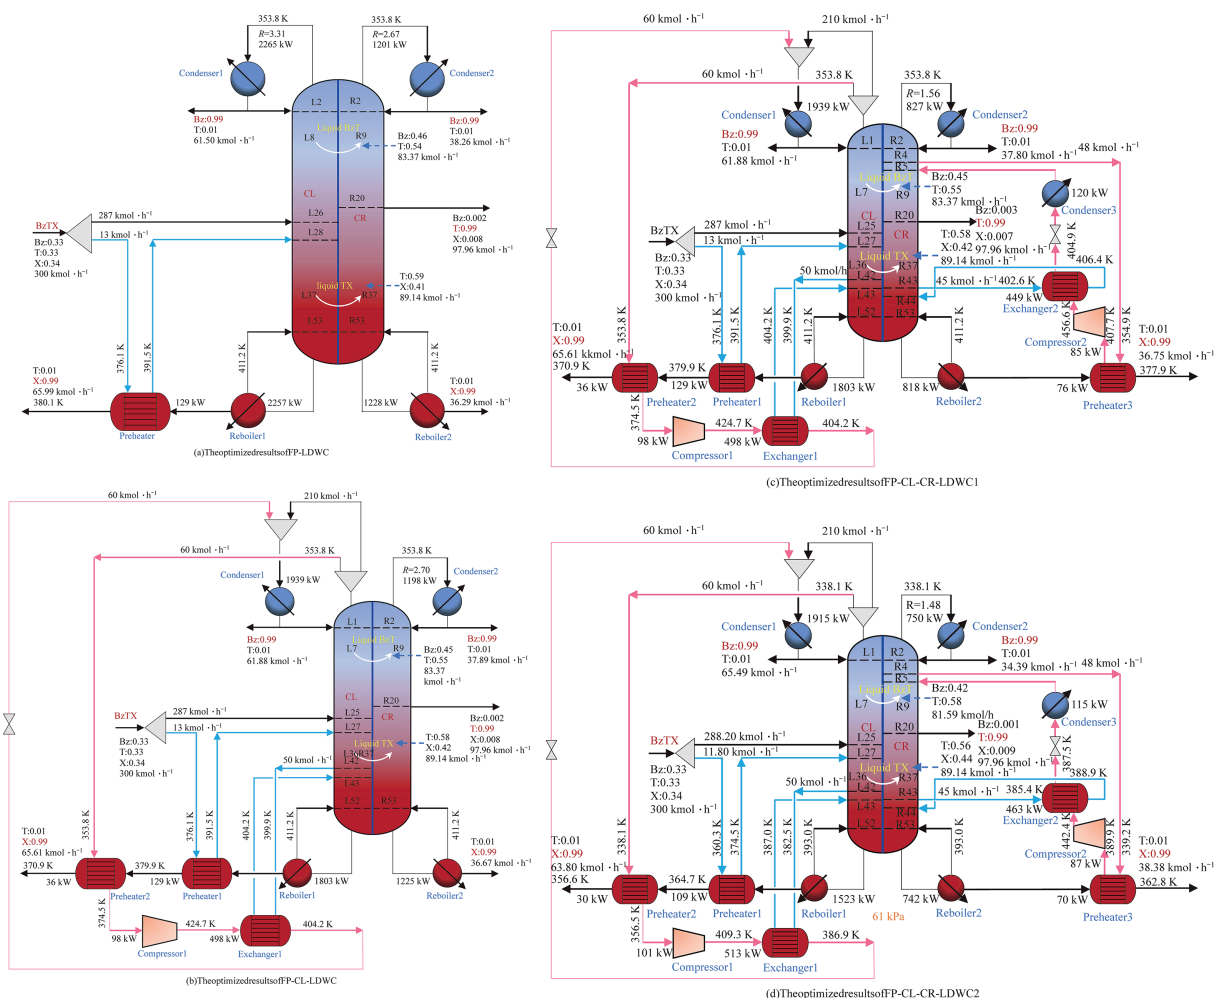 353.8 K
353.8 K
R=3.31
2265 kW
R=2.67
1201 kW
Condenser1
Condenser2
L2
R2
Bz:0.99
T:0.01
61.50 kmol·h⁻¹
Bz:0.99
T:0.01
38.26 kmol·h⁻¹
Liquid BzT
L8
R9
Bz:0.46
T:0.54
83.37 kmol·h⁻¹
CL
R20
CR
Bz:0.002
T:0.99
X:0.008
97.96 kmol·h⁻¹
BzTX
287 kmol·h⁻¹
L26
13 kmol·h⁻¹
L28
Bz:0.33
T:0.33
X:0.34
300 kmol·h⁻¹
liquid TX
L37
R37
T:0.59
X:0.41
89.14 kmol·h⁻¹
L53
R53
376.1 K
391.5 K
411.2 K
411.2 K
T:0.01
X:0.99
65.99 kmol·h⁻¹
380.1 K
129 kW
2257 kW
1228 kW
T:0.01
X:0.99
36.29 kmol·h⁻¹
Preheater
Reboiler1
Reboiler2
(a)TheoptimizedresultsofFP-LDWC
60 kmol·h⁻¹
210 kmol·h⁻¹
60 kmol·h⁻¹
353.8 K
353.8 K
R=2.70
1198 kW
Condenser1
1939 kW
Condenser2
L1
R2
Bz:0.99
T:0.01
61.88 kmol·h⁻¹
Bz:0.99
T:0.01
37.89 kmol·h⁻¹
Liquid BzT
L7
R9
Bz:0.45
T:0.55
83.37
kmol·h⁻¹
CL
R20
CR
Bz:0.002
T:0.99
X:0.008
97.96 kmol·h⁻¹
BzTX
287 kmol·h⁻¹
L25
13 kmol·h⁻¹
L27
Bz:0.33
T:0.33
X:0.34
300 kmol·h⁻¹
Liquid TX
L36
R37
T:0.58
X:0.42
89.14 kmol·h⁻¹
50 kmol·h⁻¹
L42
L43
L52
R53
353.8 K
376.1 K
391.5 K
404.2 K
399.9 K
411.2 K
411.2 K
T:0.01
X:0.99
65.61 kmol·h⁻¹
370.9 K
36 kW
379.9 K
129 kW
1803 kW
1225 kW
T:0.01
X:0.99
36.67 kmol·h⁻¹
Preheater2
Preheater1
Reboiler1
Reboiler2
374.5 K
98 kW
424.7 K
498 kW
404.2 K
Compressor1
Exchanger1
(b)TheoptimizedresultsofFP-CL-LDWC
60 kmol·h⁻¹
210 kmol·h⁻¹
60 kmol·h⁻¹
353.8 K
353.8 K
R=1.56
827 kW
Condenser1
1939 kW
Condenser2
Bz:0.99
T:0.01
61.88 kmol·h⁻¹
L1
R2
R4
R5
Bz:0.99
T:0.01
37.80 kmol·h⁻¹
48 kmol·h⁻¹
Liquid BzT
L7
R9
Bz:0.45
T:0.55
83.37 kmol·h⁻¹
120 kW
Condenser3
CL
R20
CR
Bz:0.003
T:0.99
X:0.007
97.96 kmol·h⁻¹
BzTX
287 kmol·h⁻¹
L25
13 kmol·h⁻¹
L27
Bz:0.33
T:0.33
X:0.34
300 kmol·h⁻¹
T:0.58
X:0.42
89.14 kmol·h⁻¹
Liquid TX
L36
R37
404.9 K
406.4 K
50 kmol/h
L42
R43
45 kmol·h⁻¹
402.6 K
449 kW
Exchanger2
L43
R44
L52
R53
456.6 K
Compressor2
85 kW
407.7 K
354.9 K
353.8 K
376.1 K
391.5 K
404.2 K
399.9 K
411.2 K
411.2 K
T:0.01
X:0.99
65.61 kkmol·h⁻¹
370.9 K
36 kW
379.9 K
129 kW
1803 kW
818 kW
76 kW
T:0.01
X:0.99
36.75 kmol·h⁻¹
377.9 K
Preheater2
Preheater1
Reboiler1
Reboiler2
Preheater3
374.5 K
98 kW
424.7 K
498 kW
404.2 K
Compressor1
Exchanger1
(c)TheoptimizedresultsofFP-CL-CR-LDWC1
60 kmol·h⁻¹
210 kmol·h⁻¹
60 kmol·h⁻¹
338.1 K
338.1 K
R=1.48
750 kW
Condenser1
1915 kW
Condenser2
Bz:0.99
T:0.01
65.49 kmol·h⁻¹
L1
R2
R4
R5
Bz:0.99
T:0.01
34.39 kmol·h⁻¹
48 kmol·h⁻¹
Liquid BzT
L7
R9
Bz:0.42
T:0.58
81.59 kmol/h
115 kW
Condenser3
CL
R20
CR
Bz:0.001
T:0.99
X:0.009
97.96 kmol·h⁻¹
BzTX
288.20 kmol·h⁻¹
L25
11.80 kmol·h⁻¹
L27
Bz:0.33
T:0.33
X:0.34
300 kmol·h⁻¹
T:0.56
X:0.44
89.14 kmol·h⁻¹
Liquid TX
L36
R37
387.5 K
388.9 K
50 kmol·h⁻¹
L42
R43
45 kmol·h⁻¹
385.4 K
463 kW
Exchanger2
L43
R44
L52
R53
442.4 K
Compressor2
87 kW
389.9 K
339.2 K
338.1 K
360.3 K
374.5 K
387.0 K
382.5 K
393.0 K
393.0 K
T:0.01
X:0.99
63.80 kmol·h⁻¹
356.6 K
30 kW
364.7 K
109 kW
1523 kW
742 kW
70 kW
T:0.01
X:0.99
38.38 kmol·h⁻¹
362.8 K
Preheater2
Preheater1
Reboiler1
61 kPa
Reboiler2
Preheater3
356.5 K
101 kW
409.3 K
513 kW
386.9 K
Compressor1
Exchanger1
(d)TheoptimizedresultsofFP-CL-CR-LDWC2